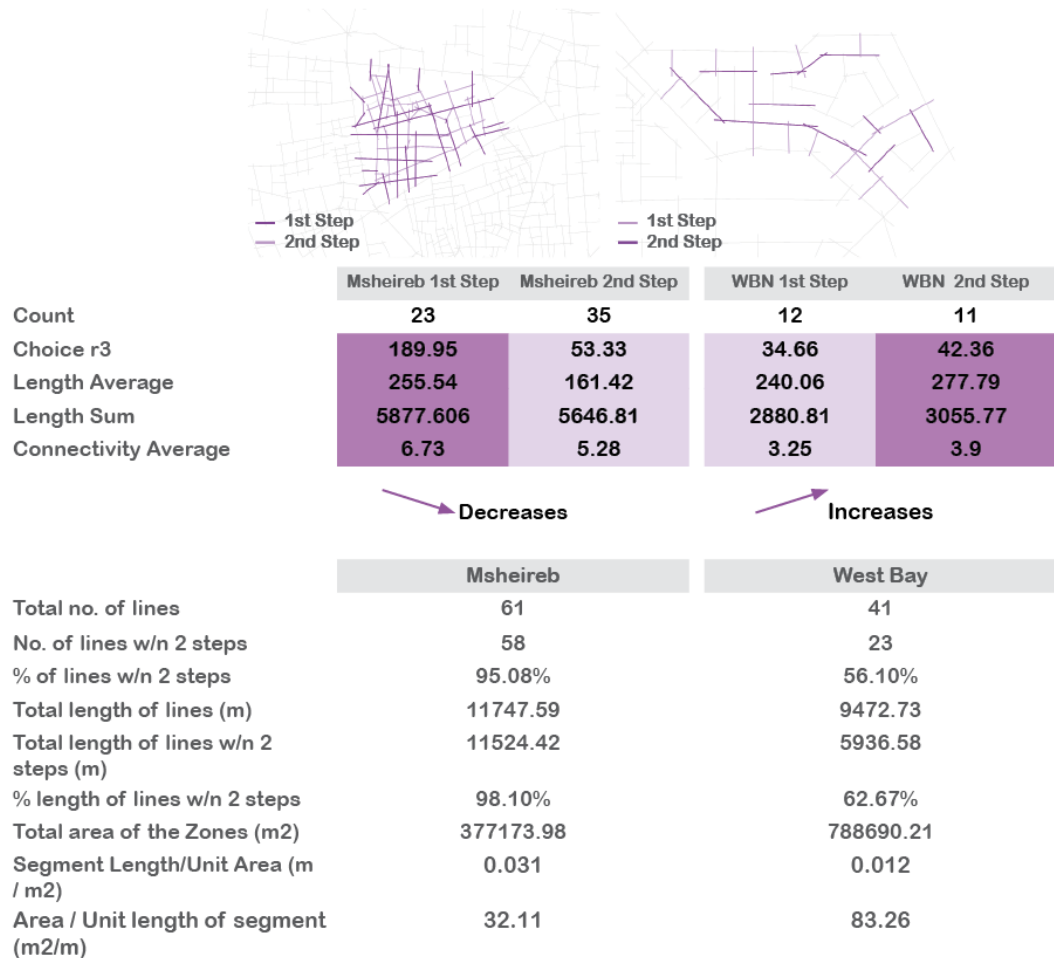 1st Step
2nd Step
1st Step
2nd Step
Msheireb 1st Step Msheireb 2nd Step WBN 1st Step WBN 2nd Step
Count 23 35 12 11
Choice r3 189.95 53.33 34.66 42.36
Length Average 255.54 161.42 240.06 277.79
Length Sum 5877.606 5646.81 2880.81 3055.77
Connectivity Average 6.73 5.28 3.25 3.9
Decreases Increases
Msheireb West Bay
Total no. of lines 61 41
No. of lines w/n 2 steps 58 23
% of lines w/n 2 steps 95.08% 56.10%
Total length of lines (m) 11747.59 9472.73
Total length of lines w/n 2
steps (m) 11524.42 5936.58
% length of lines w/n 2 steps 98.10% 62.67%
Total area of the Zones (m2) 377173.98 788690.21
Segment Length/Unit Area (m
/ m2) 0.031 0.012
Area / Unit length of segment
(m2/m) 32.11 83.26